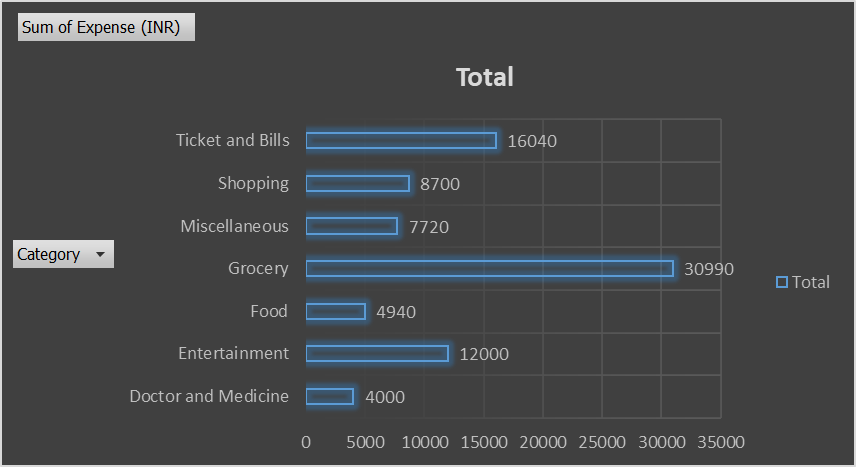 Sum of Expense (INR)
Total
Ticket and Bills 16040
Shopping 8700
Miscellaneous 7720
Category
Grocery 30990
Total
Food 4940
Entertainment 12000
Doctor and Medicine 4000
0 5000 10000 15000 20000 25000 30000 35000